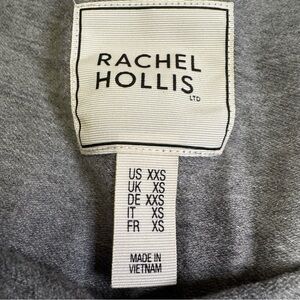 RACHEL
HOLLIS
LTD
US XXS
UK XS
DE XXS
IT XS
FR XS
MADE IN
VIETNAM